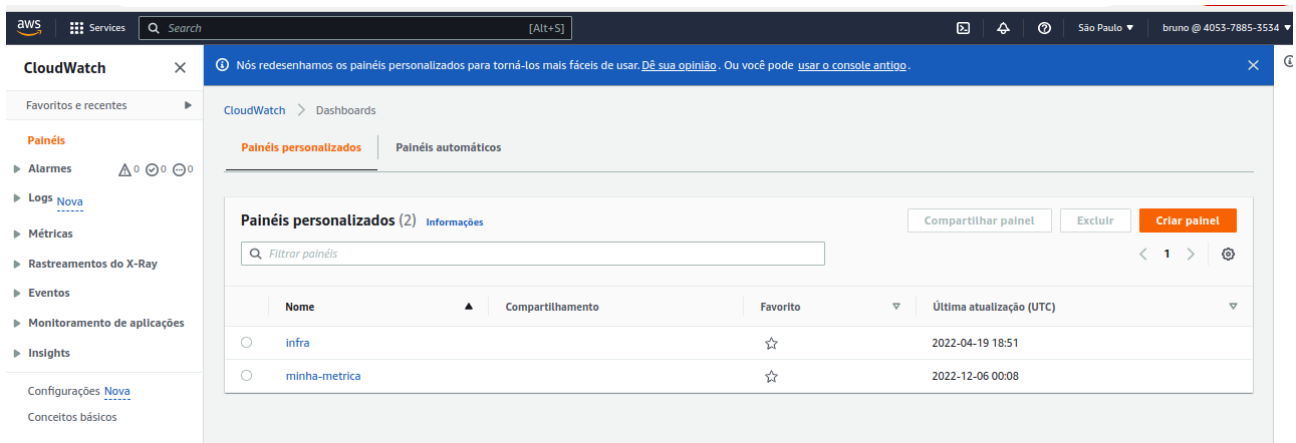 aws Services Search [Alt+S] São Paulo ▼ bruno @ 4053-7885-3534 ▼
CloudWatch
Nós redesenhamos os painéis personalizados para torná-los mais fáceis de usar. Dê sua opinião. Ou você pode usar o console antigo.
Favoritos e recentes
CloudWatch > Dashboards
Painéis
Painéis personalizados Painéis automáticos
Alarmes 0 0 0
Logs Nova
Métricas
Rastreamentos do X-Ray
Eventos
Monitoramento de aplicações
Insights
Configurações Nova
Conceitos básicos
Painéis personalizados (2) Informações Compartilhar painel Excluir Criar painel
Filtrar painéis
< 1 >
Nome Compartilhamento Favorito Última atualização (UTC)
infra 2022-04-19 18:51
minha-metrica 2022-12-06 00:08